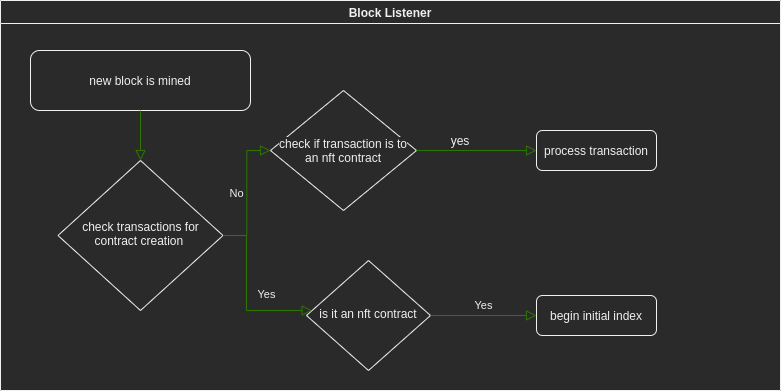 Block Listener
new block is mined
check transactions for
contract creation
No
check if transaction is to
an nft contract
yes
process transaction
Yes
is it an nft contract
Yes
begin initial index